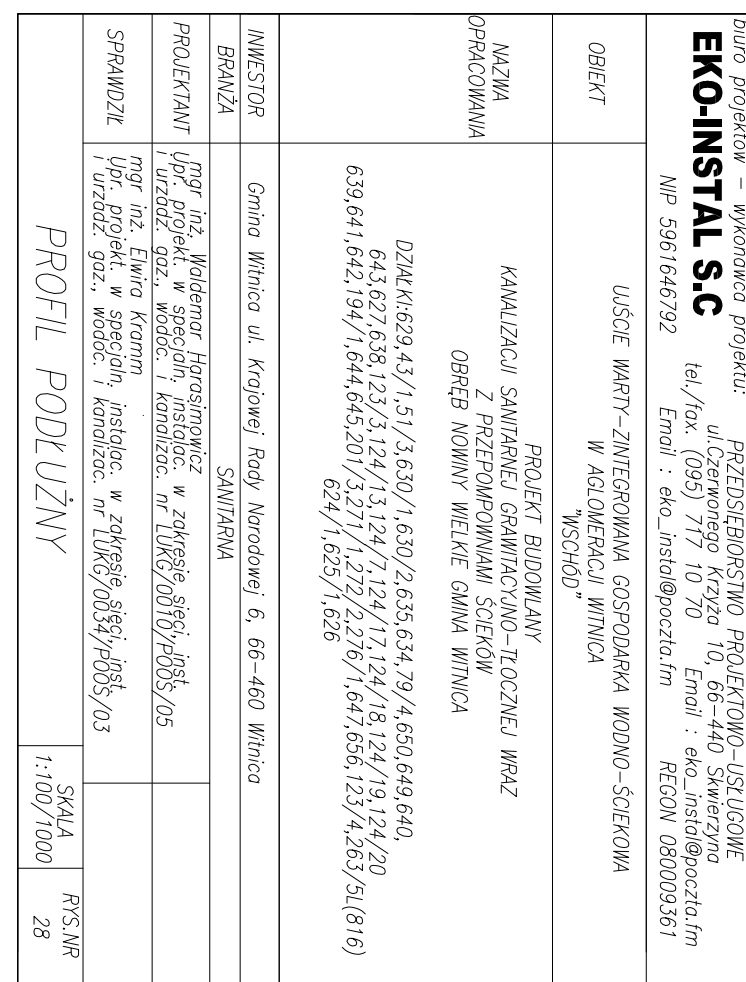 biuro projektów – wykonawca projektu:
EKO-INSTAL S.C
PRZEDSIĘBIORSTWO PROJEKTOWO-USŁUGOWE
ul.Czerwonego Krzyża 10, 66-440 Skwierzyna
tel./fax. (095) 717 10 70 Email : eko_instal@poczta.fm
NIP 5961646792 Email : eko_instal@poczta.fm REGON 080009361
OBIEKT
UJŚCIE WARTY-ZINTEGROWANA GOSPODARKA WODNO-ŚCIEKOWA
W AGLOMERACJI WITNICA
"WSCHÓD"
NAZWA
OPRACOWANIA
PROJEKT BUDOWLANY
KANALIZACJI SANITARNEJ GRAWITACYJNO-TŁOCZNEJ WRAZ
Z PRZEPOMPOWNIAMI ŚCIEKÓW
OBRĘB NOWINY WIELKIE GMINA WITNICA
DZIAŁKI:629,43/1,51/3,630/1,630/2,635,634,79/4,650,649,640,
643,627,638,123/3,124/13,124/7,124/17,124/18,124/19,124/20
639,641,642,194/1,644,645,201/3,271/1,272/2,276/1,647,656,123/4,263/5L(816)
624/1,625/1,626
INWESTOR
Gmina Witnica ul. Krajowej Rady Narodowej 6, 66-460 Witnica
BRANŻA
SANITARNA
PROJEKTANT
mgr inż. Waldemar Harasimowicz
Upr. projekt. w specjaln. instalac. w zakresie sieci, inst.
i urządz. gaz., wodoc. i kanalizac. nr LUKG/0010/POOS/05
SPRAWDZIŁ
mgr inż. Elwira Kramm
Upr. projekt. w specjaln. instalac. w zakresie sieci, inst.
i urządz. gaz., wodoc. i kanalizac. nr LUKG/0034/POOS/03
PROFIL PODŁUŻNY
SKALA
1:100/1000
RYS.NR
28